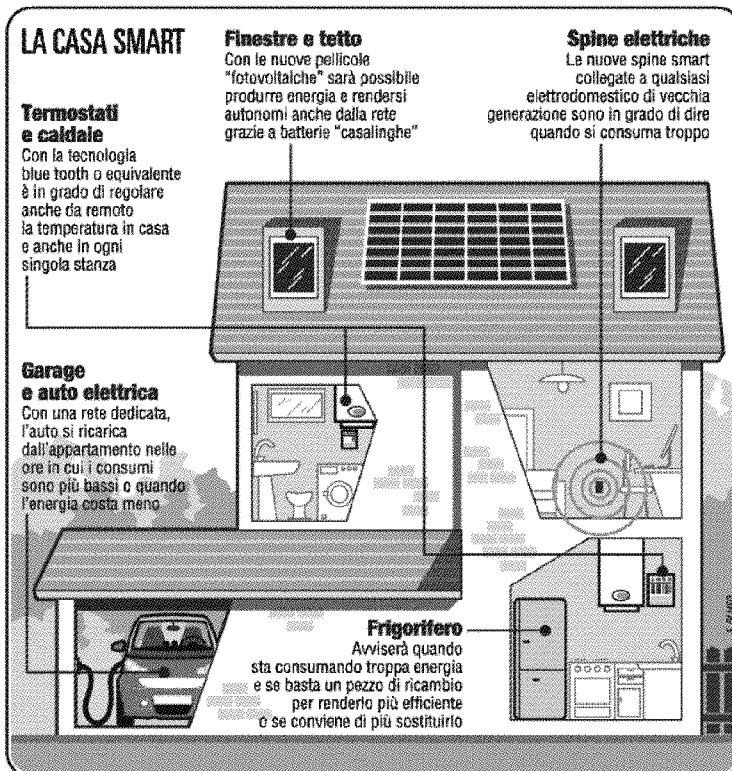 LA CASA SMART
Finestre e tetto
Con le nuove pellicole
"fotovoltaiche" sarà possibile
produrre energia e rendersi
autonomi anche dalla rete
grazie a batterie "casalinghe"
Spine elettriche
Le nuove spine smart
collegate a qualsiasi
elettrodomestico di vecchia
generazione sono in grado di dire
quando si consuma troppo
Termostati
e caldaie
Con la tecnologia
blue tooth o equivalente
è in grado di regolare
anche da remoto
la temperatura in casa
e anche in ogni
singola stanza
Garage
e auto elettrica
Con una rete dedicata,
l'auto si ricarica
dall'appartamento nelle
ore in cui i consumi
sono più bassi o quando
l'energia costa meno
Frigorifero
Avviserà quando
sta consumando troppa energia
e se basta un pezzo di ricambio
per renderlo più efficiente
o se conviene di più sostituirlo